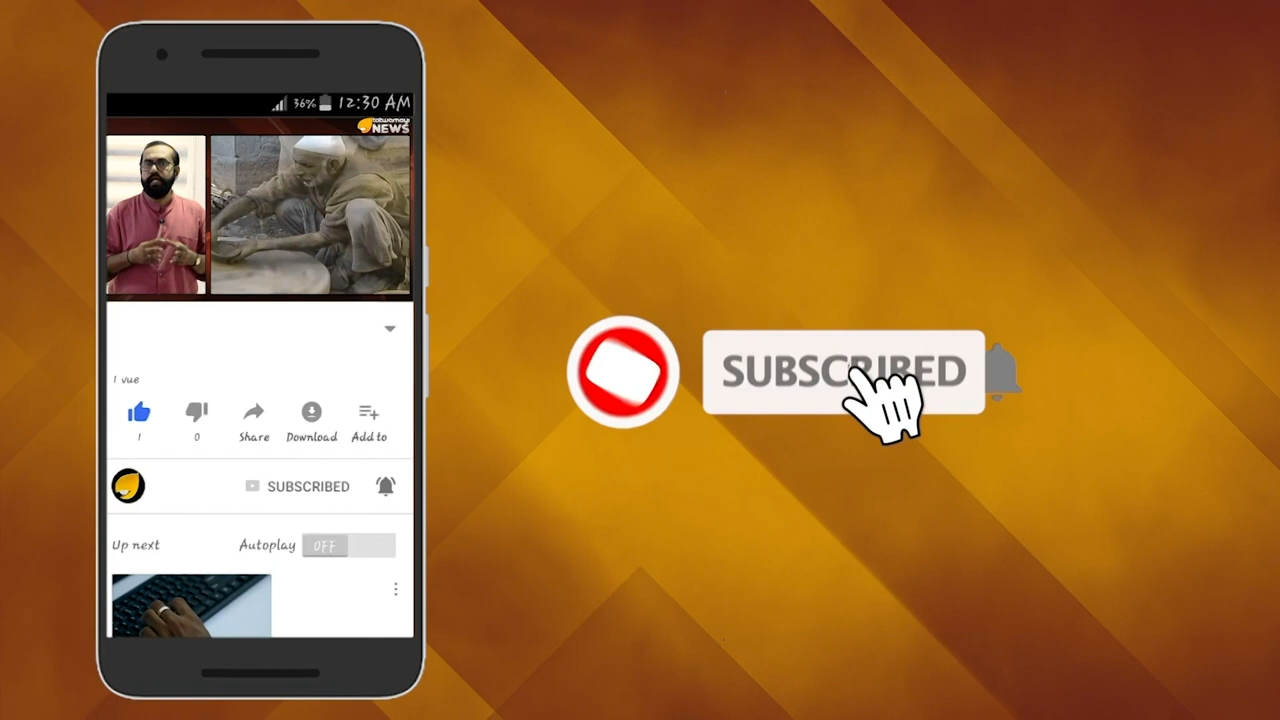 36% 12:30 AM
tatwamayi
NEWS
1 vue
1
0
Share
Download
Add to
SUBSCRIBED
Up next
Autoplay
OFF
SUBSCRIBED